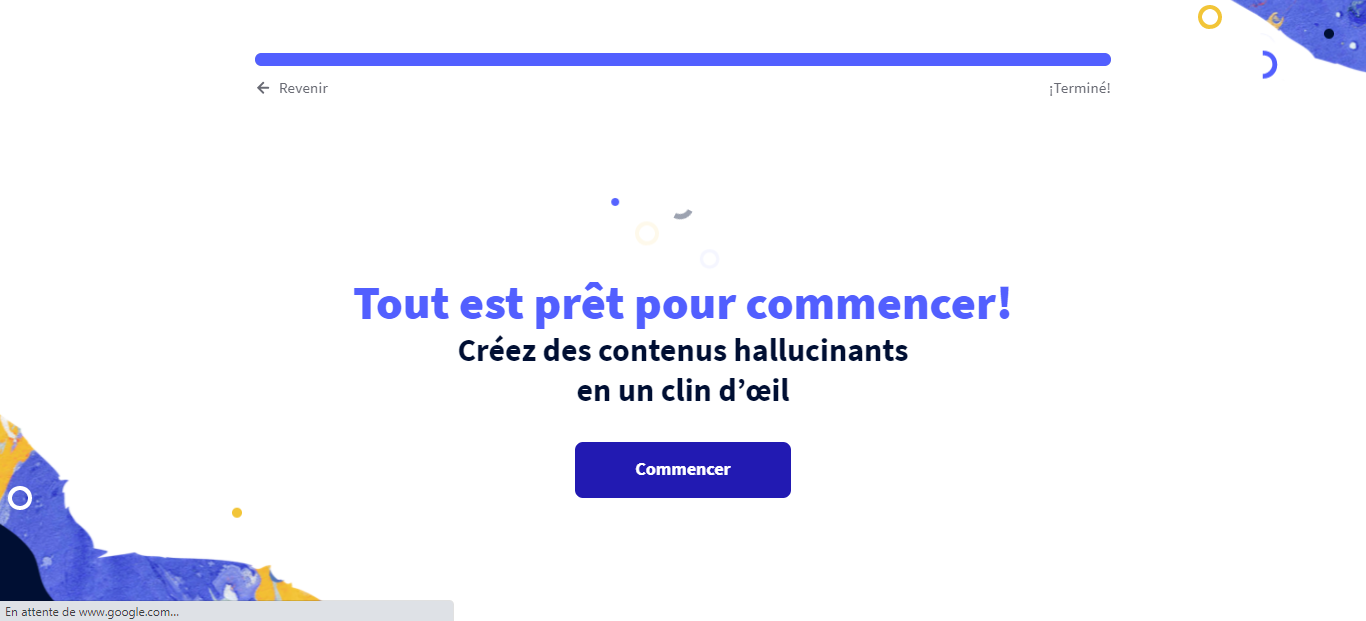 Revenir
¡Terminé!
Tout est prêt pour commencer!
Créez des contenus hallucinants
en un clin d’œil
Commencer
En attente de www.google.com...